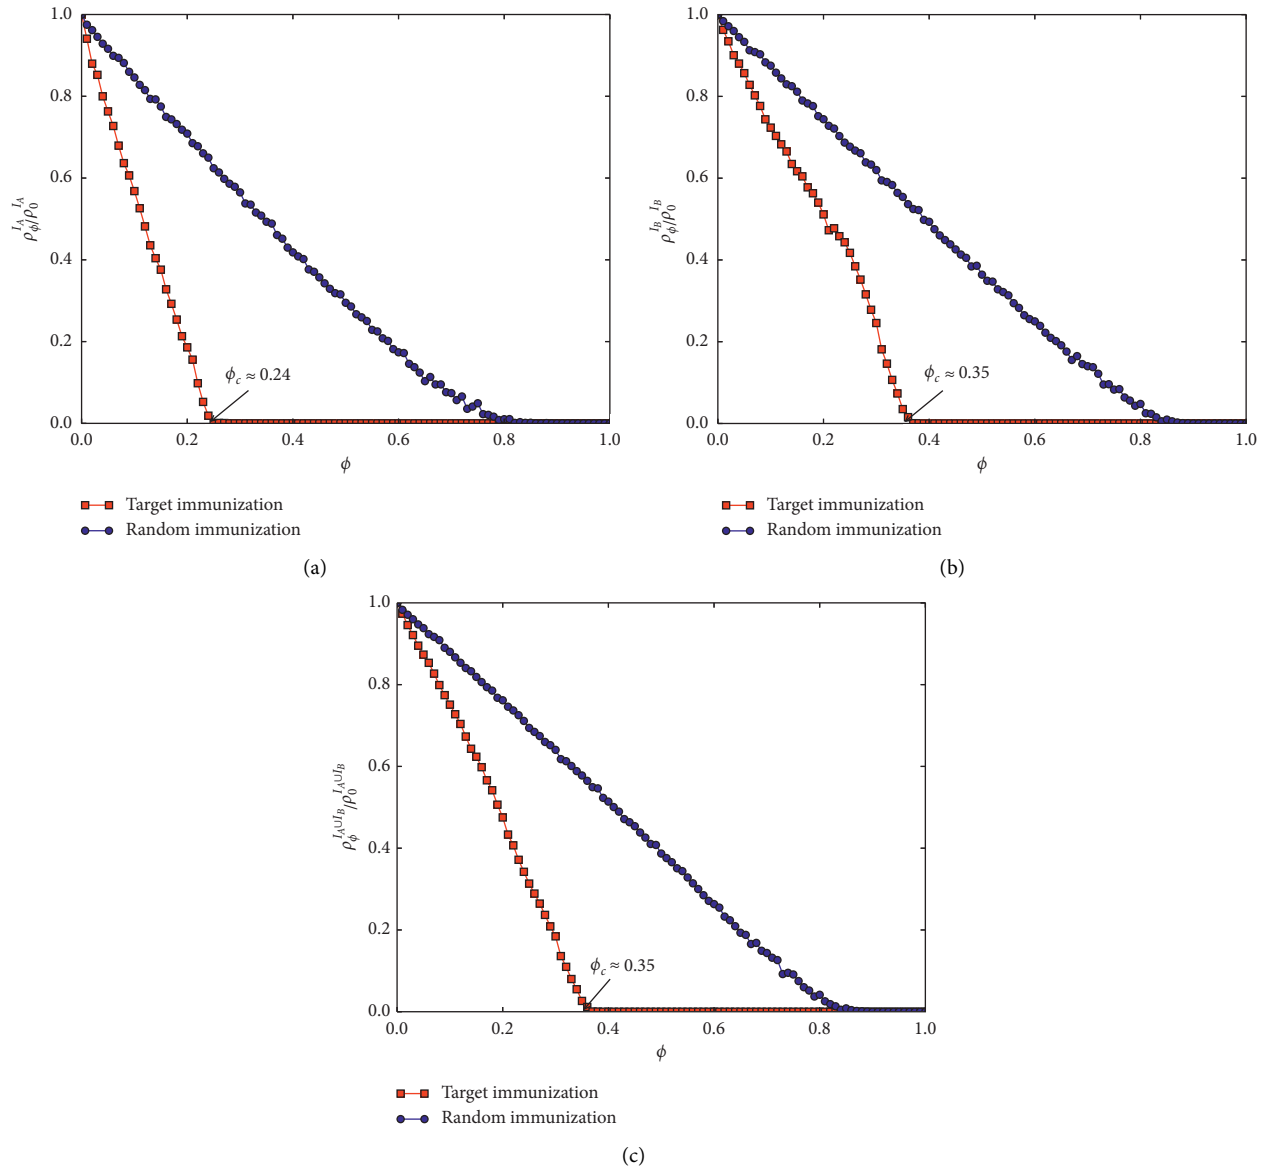 1.0
0.8
0.6
0.4
0.2
0.0
ρ_ϕ^{I_A}/ρ_0^{I_A}
ϕ_c ≈ 0.24
0.0 0.2 0.4 0.6 0.8 1.0
ϕ
Target immunization
Random immunization
(a)
1.0
0.8
0.6
0.4
0.2
0.0
ρ_ϕ^{I_B}/ρ_0^{I_B}
ϕ_c ≈ 0.35
0.0 0.2 0.4 0.6 0.8 1.0
ϕ
Target immunization
Random immunization
(b)
1.0
0.8
0.6
0.4
0.2
0.0
ρ_ϕ^{I_A∪I_B}/ρ_0^{I_A∪I_B}
ϕ_c ≈ 0.35
0.0 0.2 0.4 0.6 0.8 1.0
ϕ
Target immunization
Random immunization
(c)